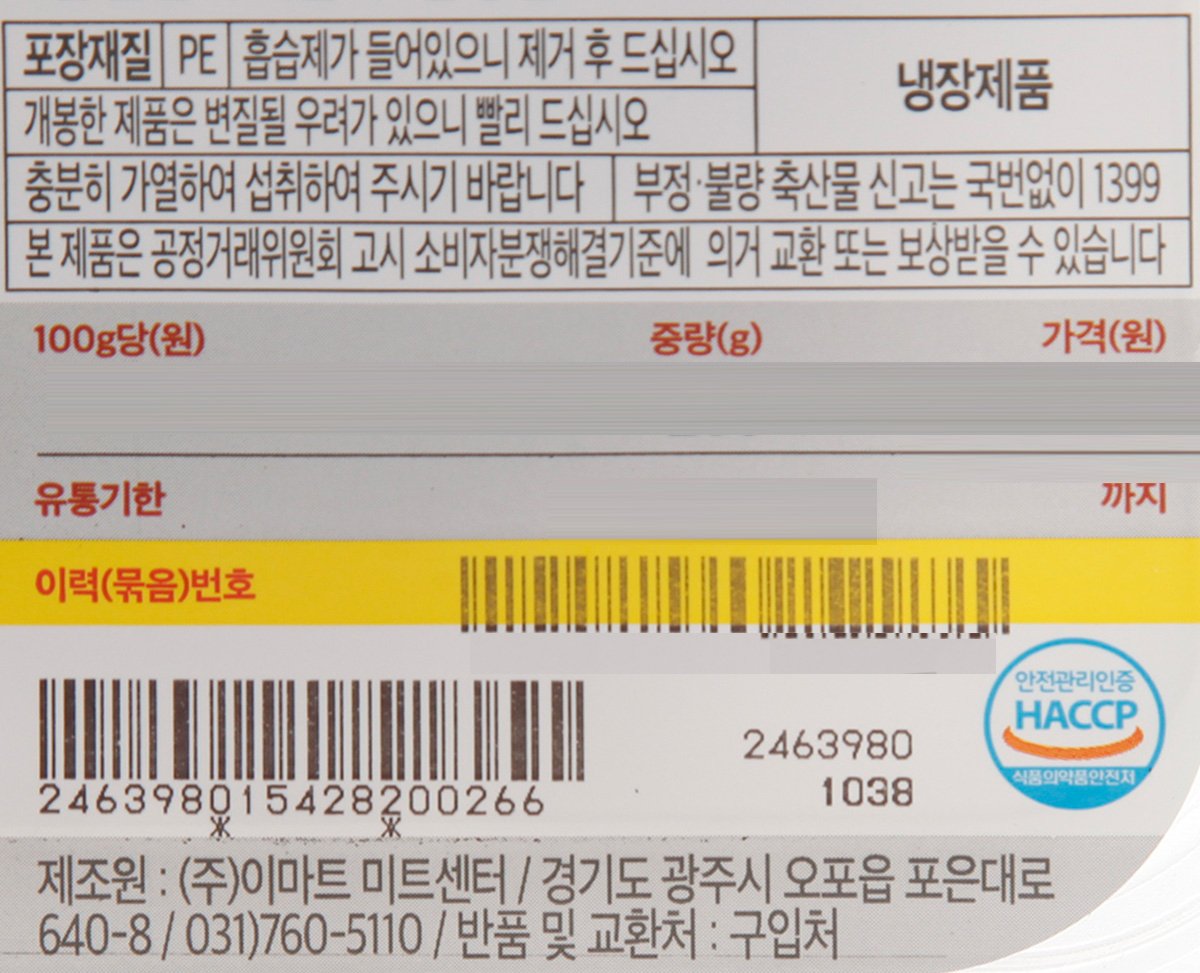 포장재질 PE 흡습제가 들어있으니 제거 후 드십시오
냉장제품
개봉한 제품은 변질될 우려가 있으니 빨리 드십시오
충분히 가열하여 섭취하여 주시기 바랍니다 부정·불량 축산물 신고는 국번없이 1399
본 제품은 공정거래위원회 고시 소비자분쟁해결기준에 의거 교환 또는 보상받을 수 있습니다
100g당(원) 중량(g) 가격(원)
유통기한 까지
이력(묶음)번호
246398015428200266
2463980
1038
안전관리인증
HACCP
식품의약품안전처
제조원 : (주)이마트 미트센터 / 경기도 광주시 오포읍 포은대로
640-8 / 031)760-5110 / 반품 및 교환처 : 구입처